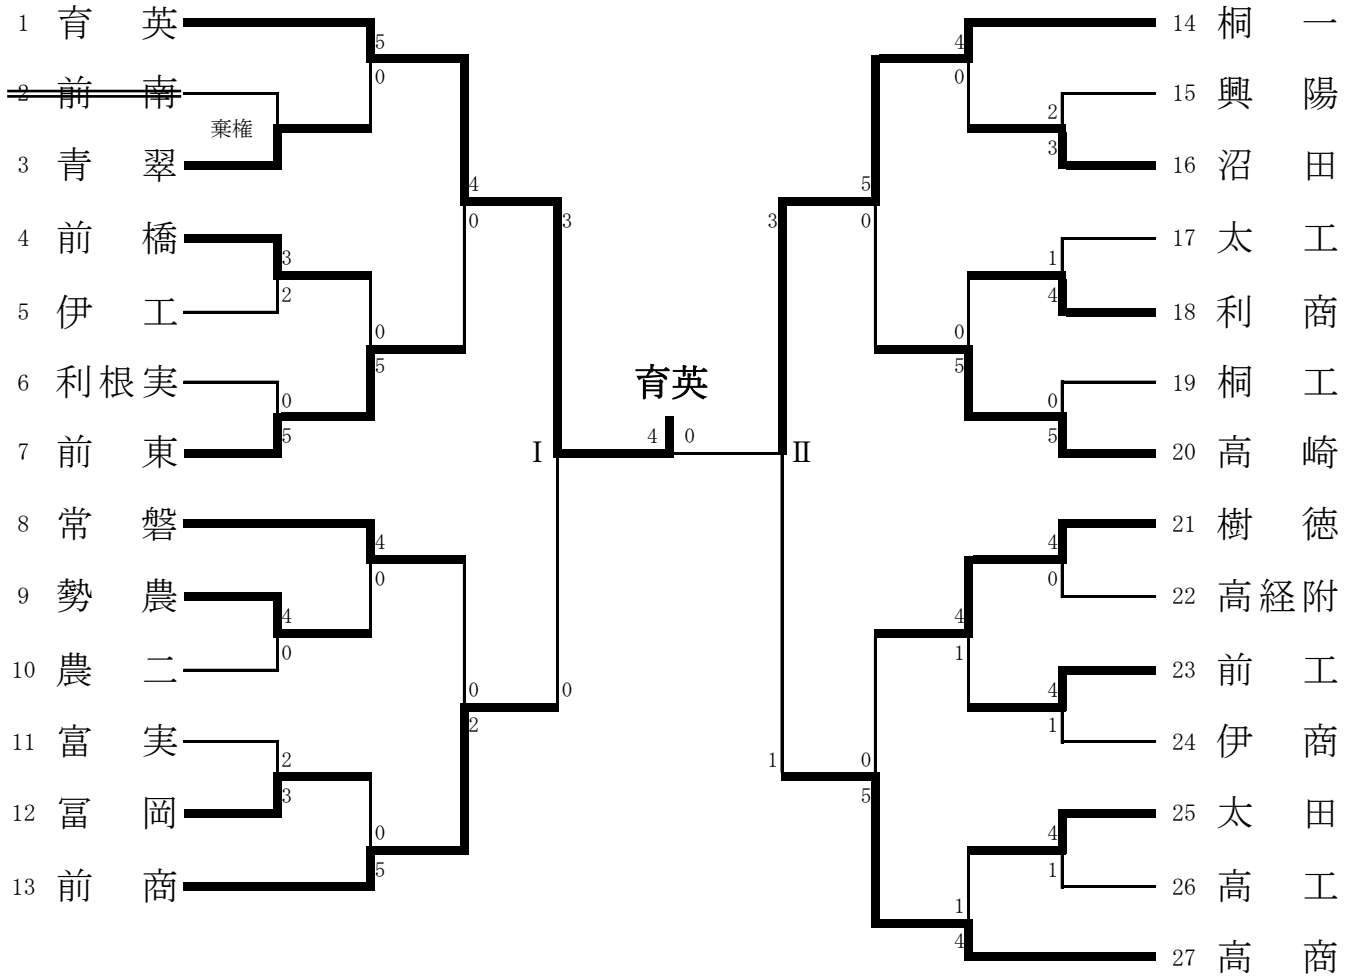 1 育英
5
0
2 前南
棄権
3 青翠
4
0
3
4 前橋
3
2
5 伊工
0
5
6 利根実
0
5
7 前東
I
8 常磐
4
0
9 勢農
4
0
10 農二
0
2
0
11 富実
2
3
12 冨岡
0
5
13 前商
育英
4 0
14 桐一
4
0
15 興陽
2
3
16 沼田
5
0
3
17 太工
1
4
18 利商
0
5
19 桐工
0
5
20 高崎
II
21 樹徳
4
0
22 高経附
4
1
23 前工
4
1
24 伊商
1
0
5
25 太田
4
1
26 高工
1
4
27 高商